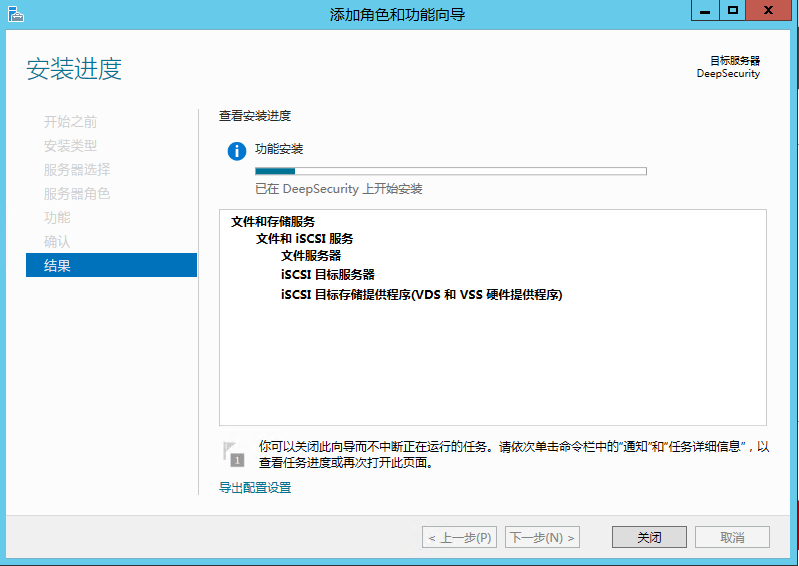 添加角色和功能向导
安装进度
目标服务器
DeepSecurity
开始之前
安装类型
服务器选择
服务器角色
功能
确认
结果
查看安装进度
功能安装
已在 DeepSecurity 上开始安装
文件和存储服务
文件和 iSCSI 服务
文件服务器
iSCSI 目标服务器
iSCSI 目标存储提供程序(VDS 和 VSS 硬件提供程序)
1
你可以关闭此向导而不中断正在运行的任务。请依次单击命令栏中的"通知"和"任务详细信息"，以
查看任务进度或再次打开此页面。
导出配置设置
< 上一步(P)
下一步(N) >
关闭
取消